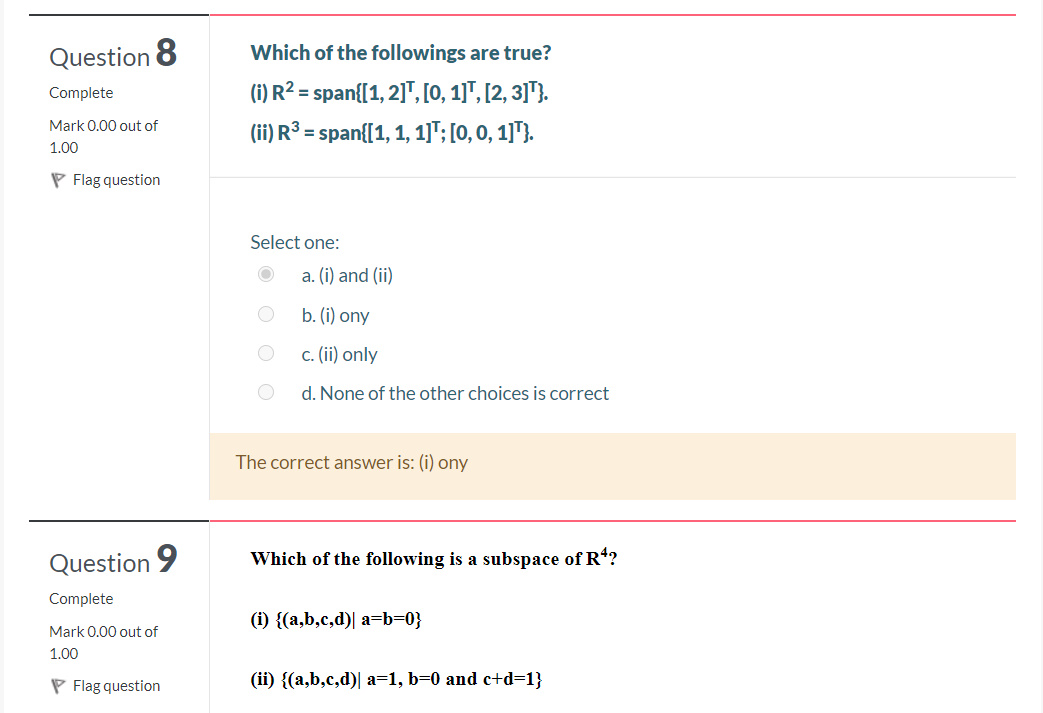 Question 8
Complete
Mark 0.00 out of
1.00
Flag question
Which of the followings are true?
(i) R² = span{[1, 2]ᵀ, [0, 1]ᵀ, [2, 3]ᵀ}.
(ii) R³ = span{[1, 1, 1]ᵀ; [0, 0, 1]ᵀ}.
Select one:
a. (i) and (ii)
b. (i) ony
c. (ii) only
d. None of the other choices is correct
The correct answer is: (i) ony
Question 9
Complete
Mark 0.00 out of
1.00
Flag question
Which of the following is a subspace of R⁴?
(i) {(a,b,c,d)| a=b=0}
(ii) {(a,b,c,d)| a=1, b=0 and c+d=1}